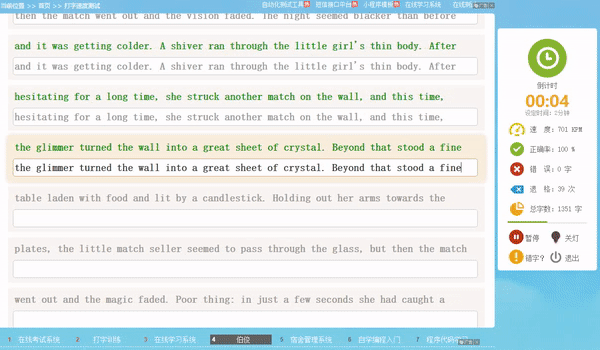 当前位置 >> 首页 >> 打字速度测试
自动化测试工具 短信接口平台 小程序模板 在线学习系统 在线
then the match went out and the vision faded. The night seemed blacker than before
and it was getting colder. A shiver ran through the little girl's thin body. After
and it was getting colder. A shiver ran through the little girl's thin body. After
hesitating for a long time, she struck another match on the wall, and this time,
hesitating for a long time, she struck another match on the wall, and this time,
the glimmer turned the wall into a great sheet of crystal. Beyond that stood a fine
the glimmer turned the wall into a great sheet of crystal. Beyond that stood a fine
table laden with food and lit by a candlestick. Holding out her arms towards the
plates, the little match seller seemed to pass through the glass, but then the match
went out and the magic faded. Poor thing: in just a few seconds she had caught a
倒计时
00:04
设定时间：2分钟
速 度：701 KPM
正确率：100 %
错 误：0 字
退 格：39 次
总字数：1351 字
暂停 关灯
错字? 退出
1 在线考试系统 2 打字训练 3 在线学习系统 4 伯俊 5 宿舍管理系统 6 自学编程入门 7 程序代码